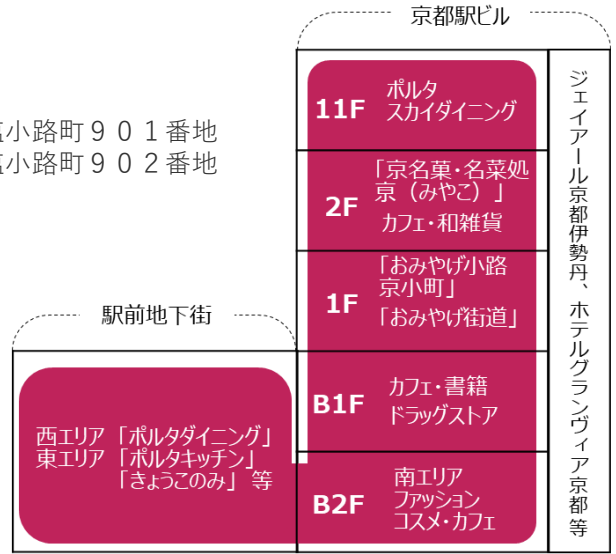 京都駅ビル
小路町９０１番地
小路町９０２番地
11F
ポルタ
スカイダイニング
2F
「京名菓・名菜処
京（みやこ）」
カフェ・和雑貨
1F
「おみやげ小路
京小町」
「おみやげ街道」
B1F
カフェ・書籍
ドラッグストア
B2F
南エリア
ファッション
コスメ・カフェ
ジェイアール京都伊勢丹、ホテルグランヴィア京都等
駅前地下街
西エリア「ポルタダイニング」
東エリア「ポルタキッチン」
「きょうこのみ」等